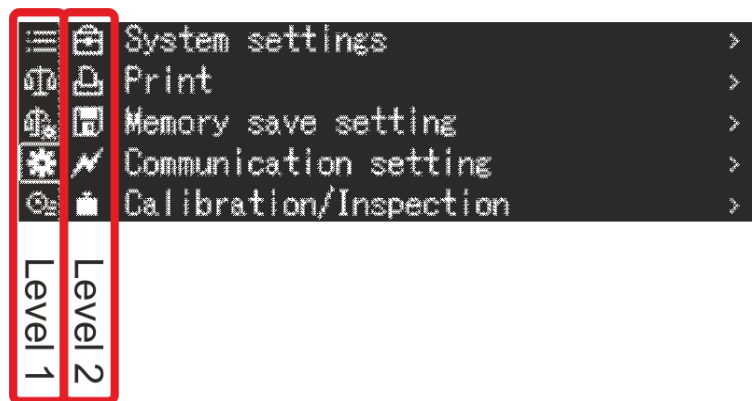 System settings >
Print >
Memory save setting >
Communication setting >
Calibration/Inspection >
Level 1
Level 2